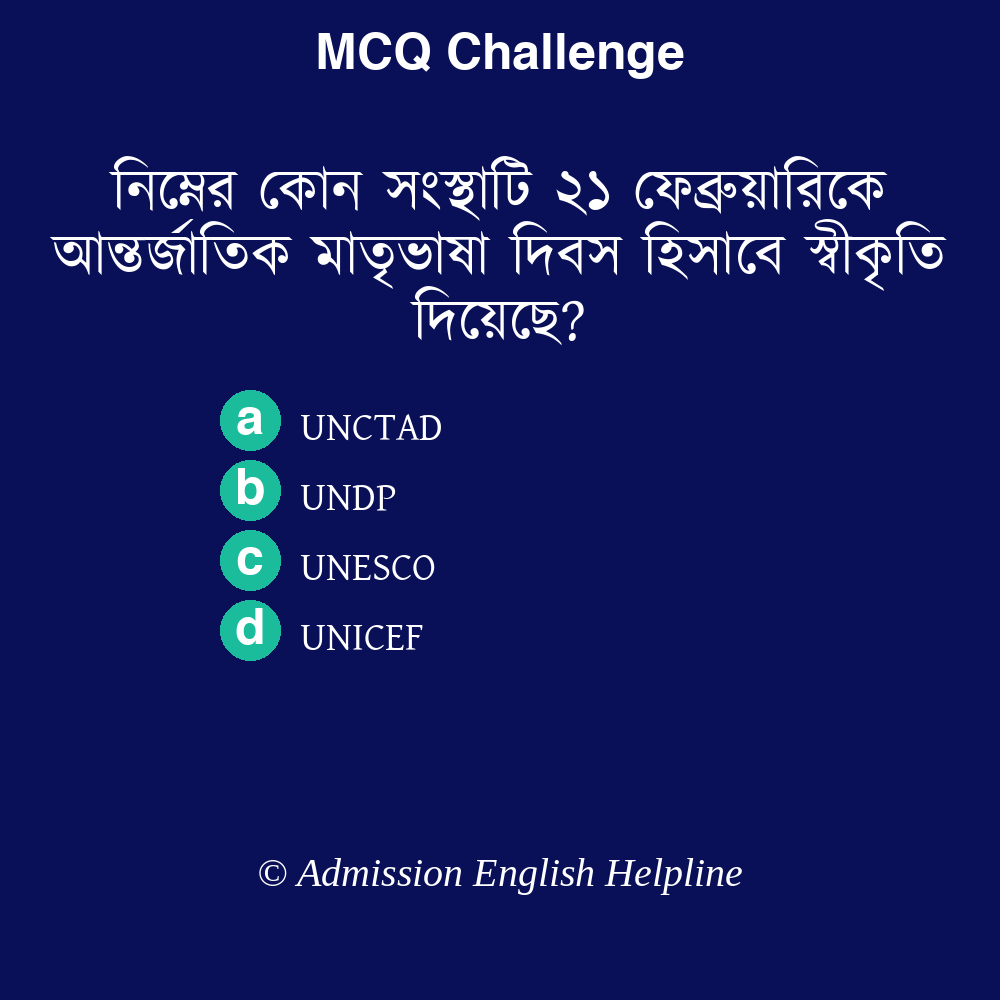 MCQ Challenge
নিম্নের কোন সংস্থাটি ২১ ফেব্রুয়ারিকে
আন্তর্জাতিক মাতৃভাষা দিবস হিসাবে স্বীকৃতি
দিয়েছে?
a UNCTAD
b UNDP
c UNESCO
d UNICEF
© Admission English Helpline